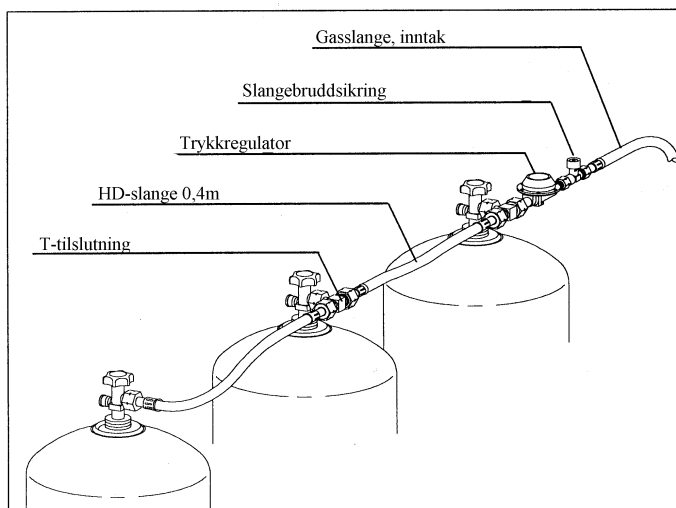 Gasslange, inntak
Slangebruddsikring
Trykkregulator
HD-slange 0,4m
T-tilslutning